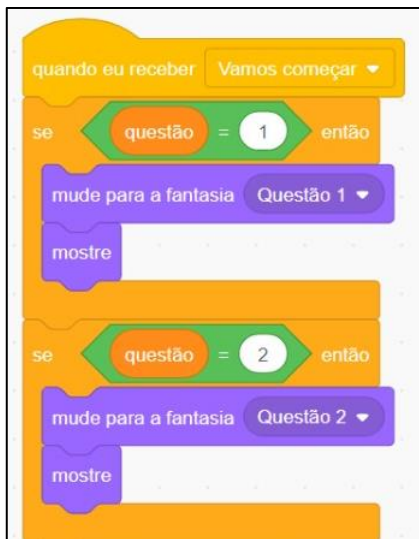 quando eu receber Vamos começar
se questão = 1 então
mude para a fantasia Questão 1
mostre
se questão = 2 então
mude para a fantasia Questão 2
mostre